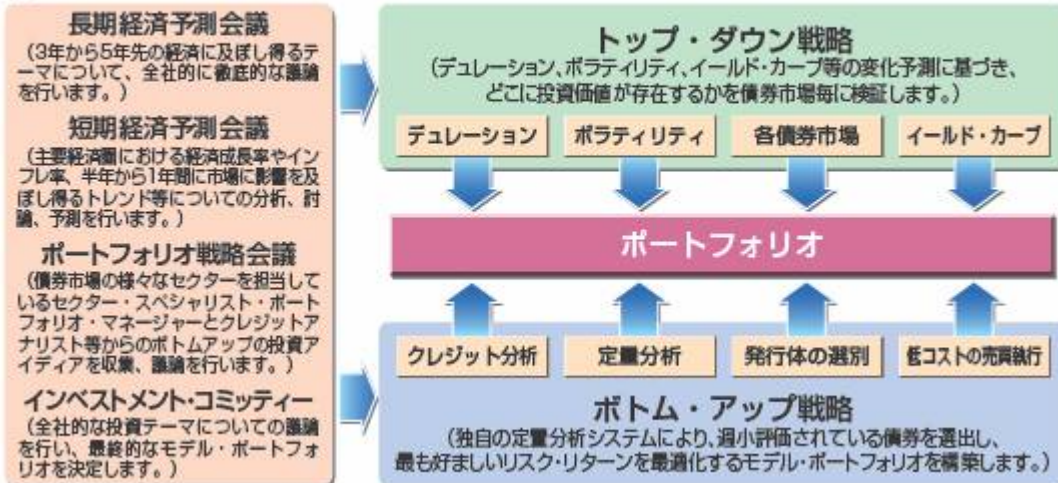 長期経済予測会議
（3年から5年先の経済に及ぼし得るテ
ーマについて、全社的に徹底的な議論
を行います。）
短期経済予測会議
（主要経済圏における経済成長率やイン
フレ率、半年から1年間に市場に影響を及
ぼし得るトレンド等についての分析、討
論、予測を行います。）
ポートフォリオ戦略会議
（債券市場の様々なセクターを担当して
いるセクター・スペシャリスト・ポート
フォリオ・マネージャーとクレジットア
ナリスト等からのボトムアップの投資ア
イディアを収集、議論を行います。）
インベストメント・コミッティー
（全社的な投資テーマについての議論
を行い、最終的なモデル・ポートフォ
リオを決定します。）
トップ・ダウン戦略
（デュレーション、ボラティリティ、イールド・カーブ等の変化予測に基づき、
どこに投資価値が存在するかを債券市場毎に検証します。）
デュレーション
ボラティリティ
各債券市場
イールド・カーブ
ポートフォリオ
クレジット分析
定量分析
発行体の選別
低コストの売買執行
ボトム・アップ戦略
（独自の定量分析システムにより、過小評価されている債券を選出し、
最も好ましいリスク・リターンを最適化するモデル・ポートフォリオを構築します。）